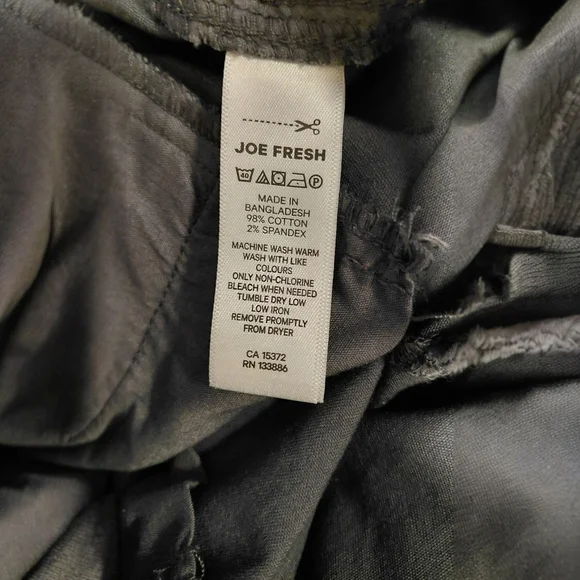 JOE FRESH
40 P
MADE IN
BANGLADESH
98% COTTON
2% SPANDEX
MACHINE WASH WARM
WASH WITH LIKE
COLOURS
ONLY NON-CHLORINE
BLEACH WHEN NEEDED
TUMBLE DRY LOW
LOW IRON
REMOVE PROMPTLY
FROM DRYER
CA 15372
RN 133886